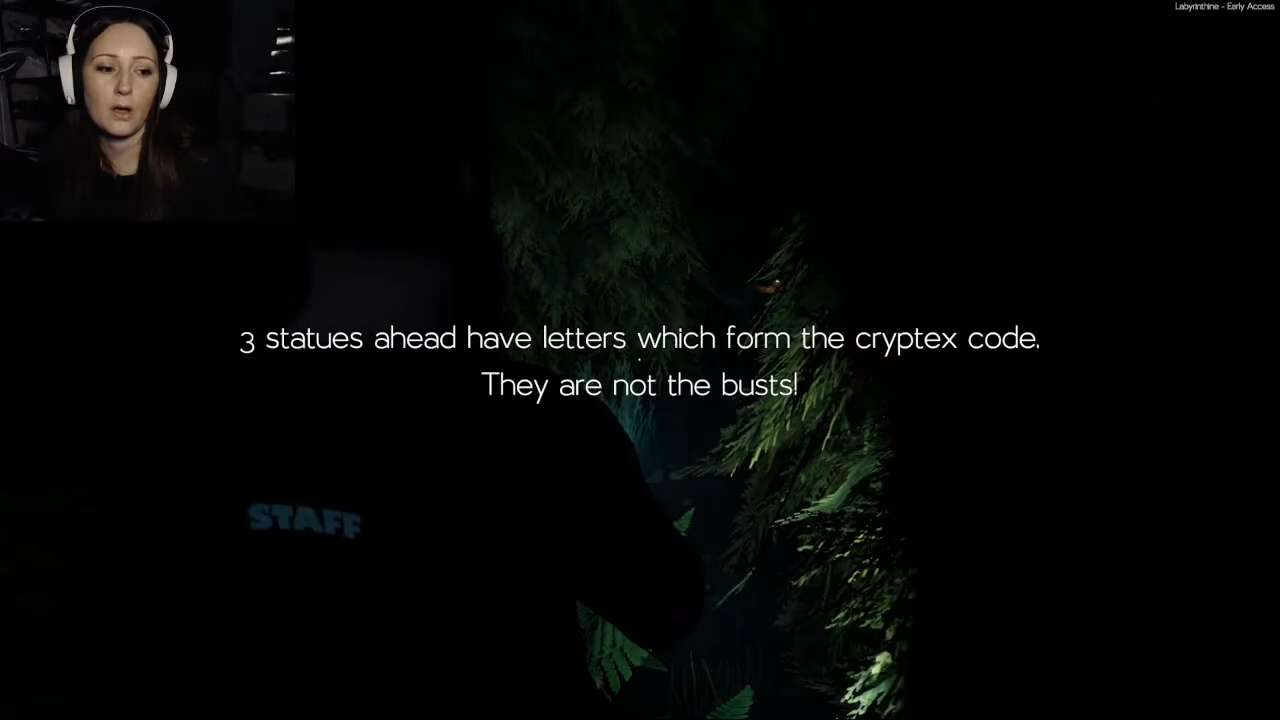 Labyrinthine - Early Access
3 statues ahead have letters which form the cryptex code.
They are not the busts!
STAFF